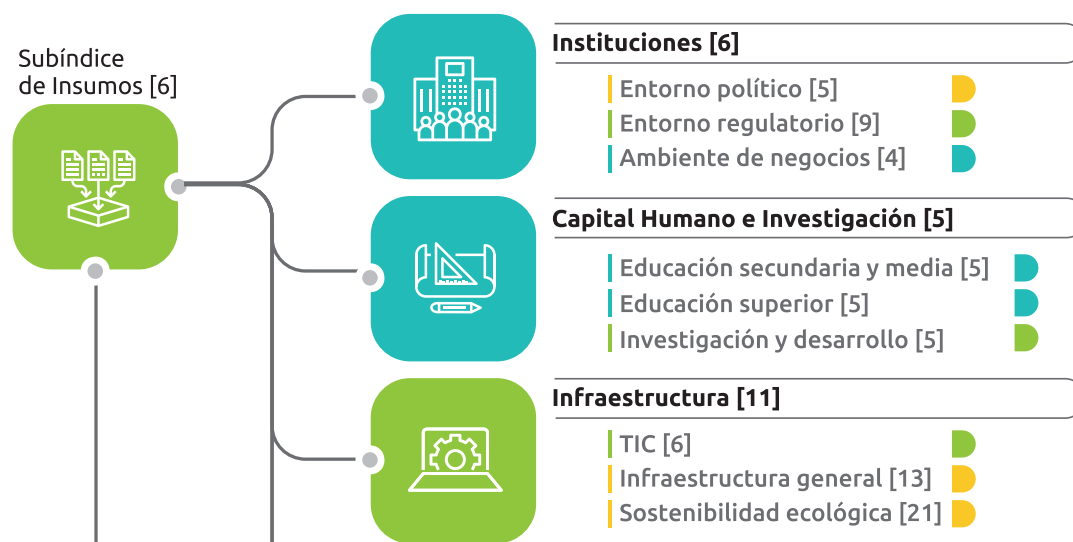 Subíndice
de Insumos [6]
Instituciones [6]
Entorno político [5]
Entorno regulatorio [9]
Ambiente de negocios [4]
Capital Humano e Investigación [5]
Educación secundaria y media [5]
Educación superior [5]
Investigación y desarrollo [5]
Infraestructura [11]
TIC [6]
Infraestructura general [13]
Sostenibilidad ecológica [21]